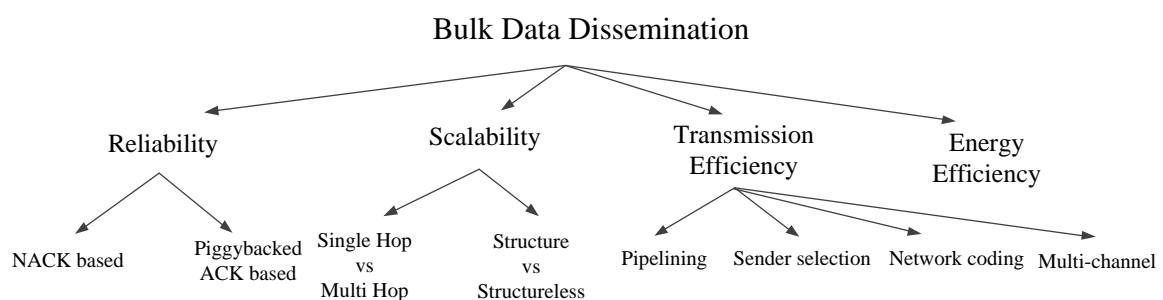 Bulk Data Dissemination
Reliability
Scalability
Transmission
Efficiency
Energy
Efficiency
NACK based
Piggybacked
ACK based
Single Hop
vs
Multi Hop
Structure
vs
Structureless
Pipelining
Sender selection
Network coding
Multi-channel